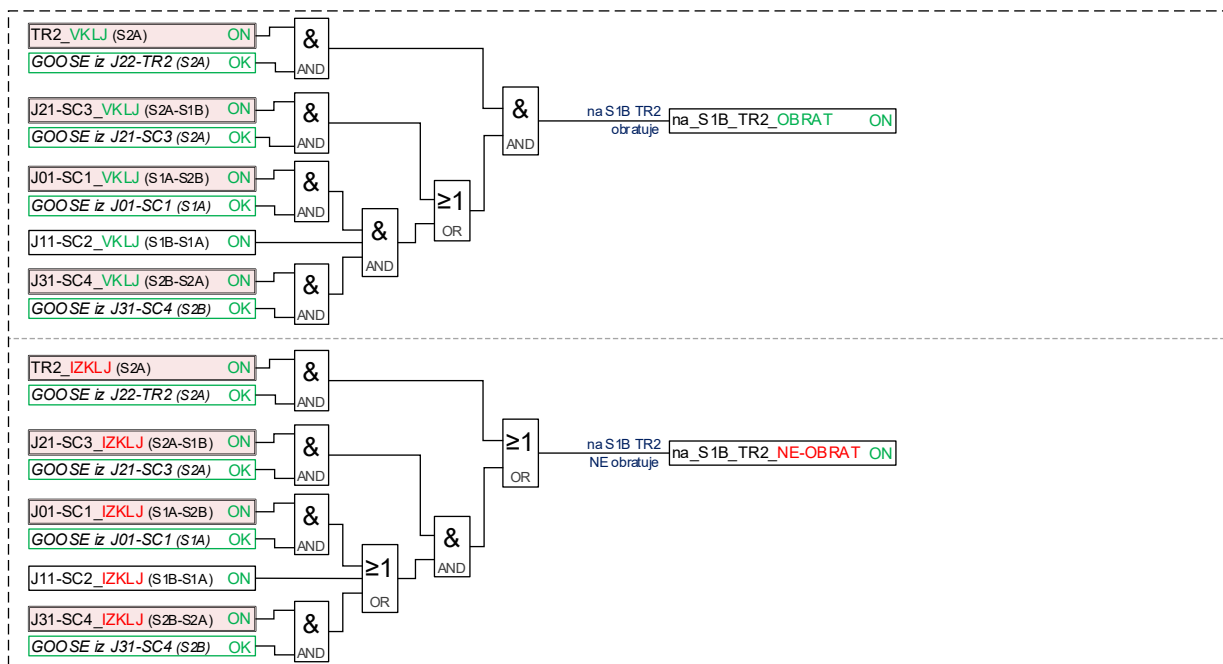 TR2_VKLJ (S2A) ON
&
GOOSE iz J22-TR2 (S2A) OK
AND
J21-SC3_VKLJ (S2A-S1B) ON
&
GOOSE iz J21-SC3 (S2A) OK
AND
&
AND
na S1B TR2
obratuje
na_S1B_TR2_OBRAT ON
J01-SC1_VKLJ (S1A-S2B) ON
&
GOOSE iz J01-SC1 (S1A) OK
AND
≥1
OR
J11-SC2_VKLJ (S1B-S1A) ON
&
AND
J31-SC4_VKLJ (S2B-S2A) ON
&
GOOSE iz J31-SC4 (S2B) OK
AND
TR2_IZKLJ (S2A) ON
&
GOOSE iz J22-TR2 (S2A) OK
AND
J21-SC3_IZKLJ (S2A-S1B) ON
&
GOOSE iz J21-SC3 (S2A) OK
AND
≥1
OR
na S1B TR2
NE obratuje
na_S1B_TR2_NE-OBRAT ON
J01-SC1_IZKLJ (S1A-S2B) ON
&
GOOSE iz J01-SC1 (S1A) OK
AND
&
AND
J11-SC2_IZKLJ (S1B-S1A) ON
≥1
OR
J31-SC4_IZKLJ (S2B-S2A) ON
&
GOOSE iz J31-SC4 (S2B) OK
AND